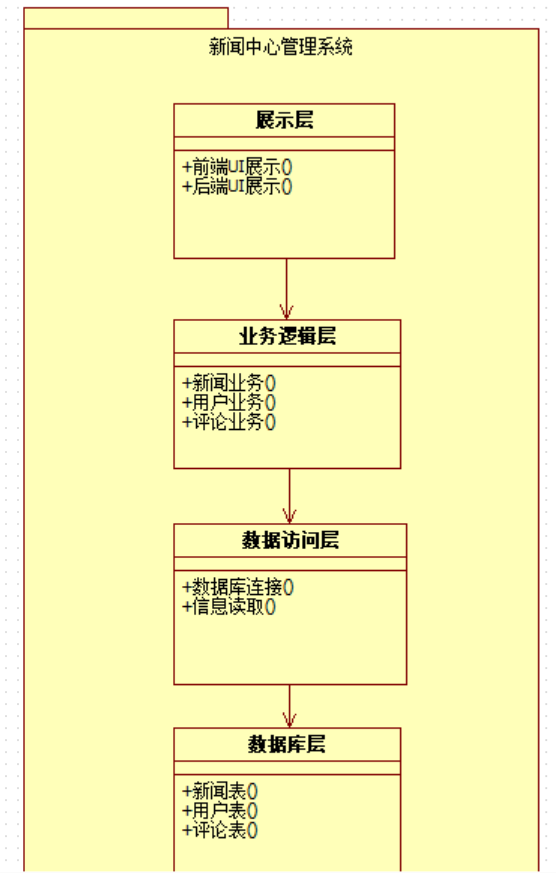 新闻中心管理系统
展示层
+前端UI展示()
+后端UI展示()
业务逻辑层
+新闻业务()
+用户业务()
+评论业务()
数据访问层
+数据库连接()
+信息读取()
数据库层
+新闻表()
+用户表()
+评论表()